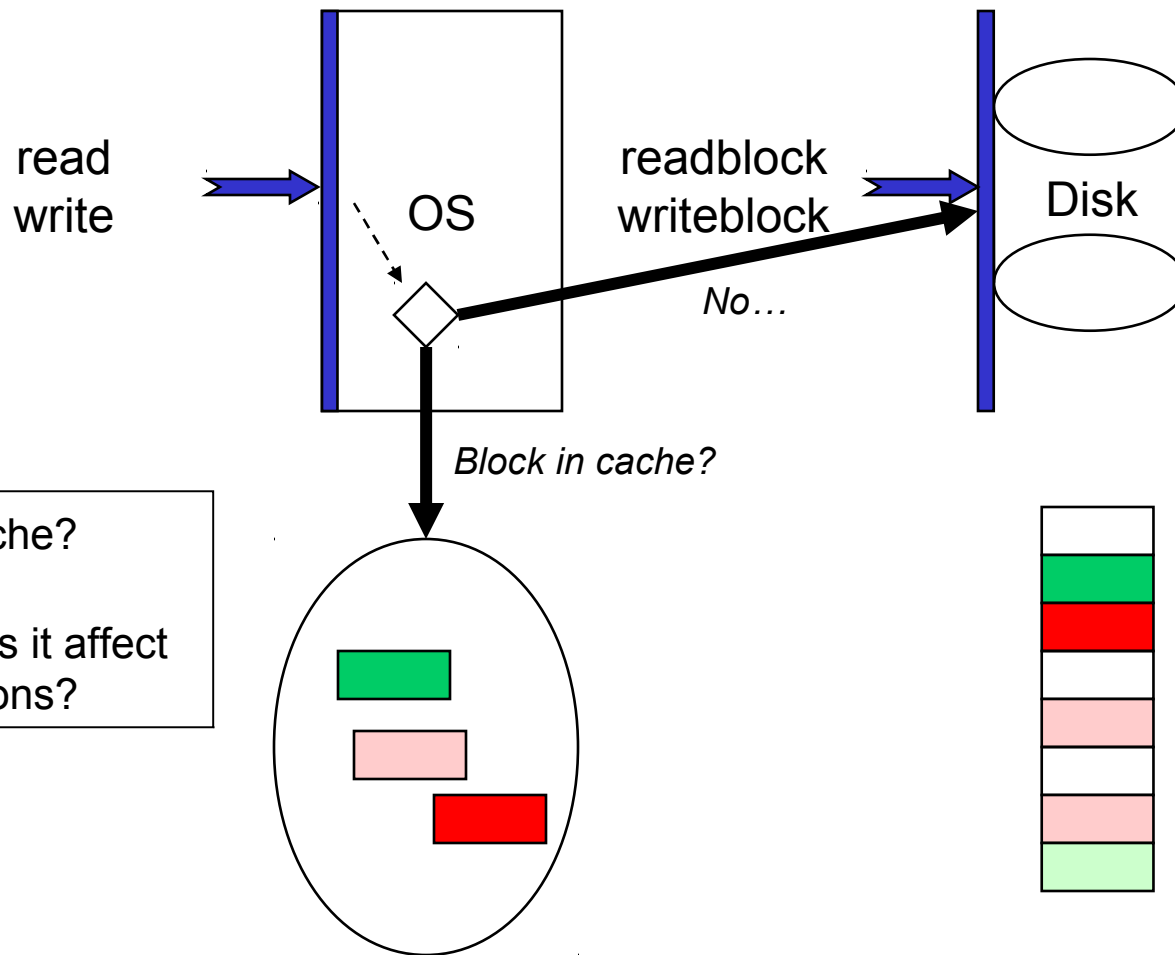 read
write
OS
readblock
writeblock
Disk
No…
Block in cache?
che?
s it affect
ons?